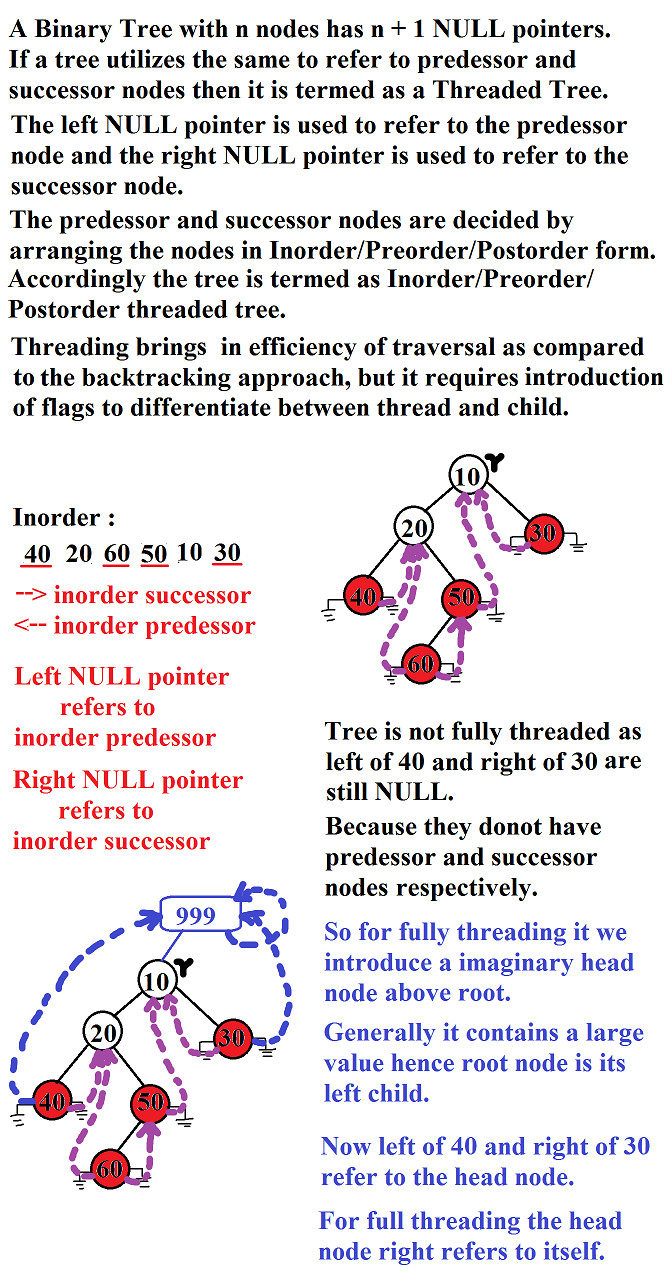 A Binary Tree with n nodes has n + 1 NULL pointers.
If a tree utilizes the same to refer to predessor and
successor nodes then it is termed as a Threaded Tree.
The left NULL pointer is used to refer to the predessor
node and the right NULL pointer is used to refer to the
successor node.
The predessor and successor nodes are decided by
arranging the nodes in Inorder/Preorder/Postorder form.
Accordingly the tree is termed as Inorder/Preorder/
Postorder threaded tree.
Threading brings in efficiency of traversal as compared
to the backtracking approach, but it requires introduction
of flags to differentiate between thread and child.
10
20
30
40
50
60
Inorder :
40 20 60 50 10 30
--> inorder successor
<-- inorder predessor
Left NULL pointer
refers to
inorder predessor
Right NULL pointer
refers to
inorder successor
Tree is not fully threaded as
left of 40 and right of 30 are
still NULL.
Because they donot have
predessor and successor
nodes respectively.
So for fully threading it we
introduce a imaginary head
node above root.
Generally it contains a large
value hence root node is its
left child.
Now left of 40 and right of 30
refer to the head node.
For full threading the head
node right refers to itself.
999
10
20
30
40
50
60